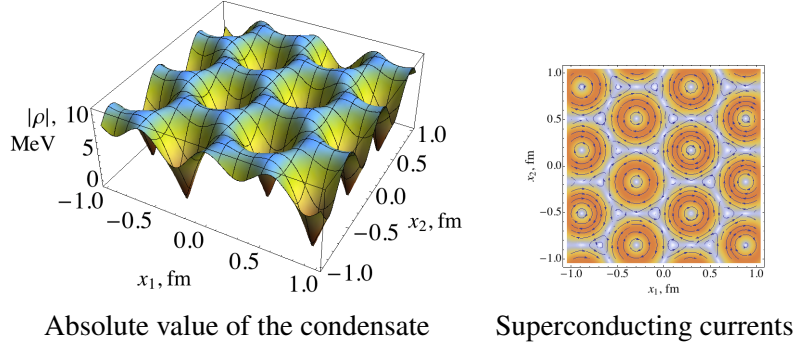 |ρ|,
MeV
10
5
0
−1.0
−0.5
0.0
0.5
1.0
x₁, fm
−1.0
−0.5
0.0
0.5
1.0
x₂, fm
Absolute value of the condensate
1.0
0.5
0.0
−0.5
−1.0
x₂, fm
−1.0
−0.5
0.0
0.5
1.0
x₁, fm
Superconducting currents